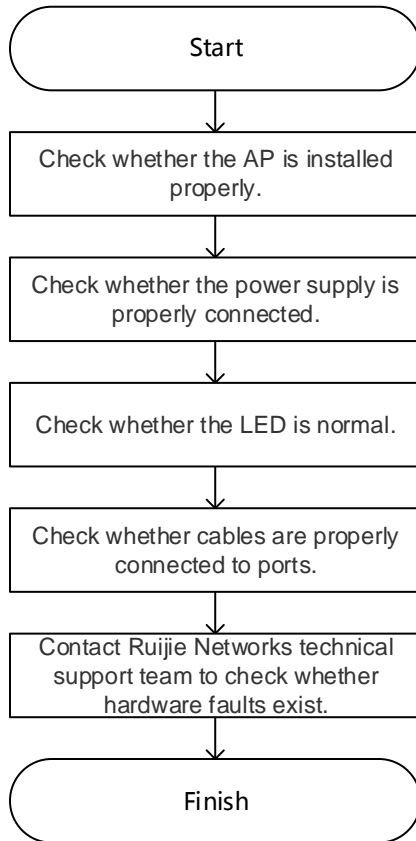 Start
Check whether the AP is installed
properly.
Check whether the power supply is
properly connected.
Check whether the LED is normal.
Check whether cables are properly
connected to ports.
Contact Ruijie Networks technical
support team to check whether
hardware faults exist.
Finish